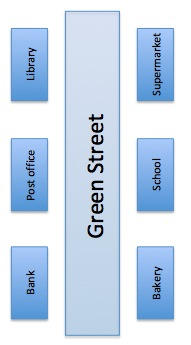 Library
Supermarket
Green Street
Post office
School
Bank
Bakery